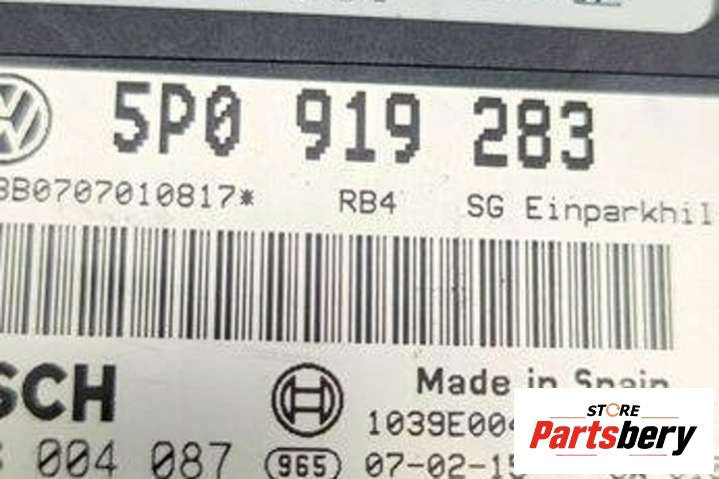 5P0 919 283
BB0707010817* RB4 SG Einparkhil
SCH Made in Spain
1039E004
004 087 965 07-02-15
STORE
Partsbery